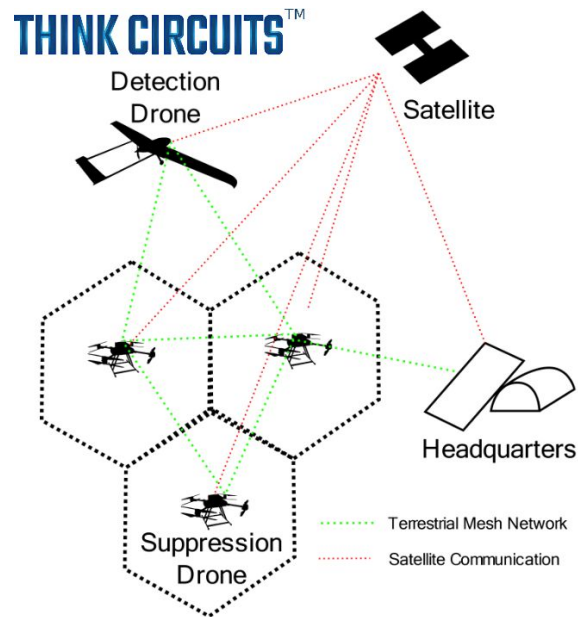 THINK CIRCUITS™
Detection
Drone
Satellite
Headquarters
Suppression
Drone
Terrestrial Mesh Network
Satellite Communication